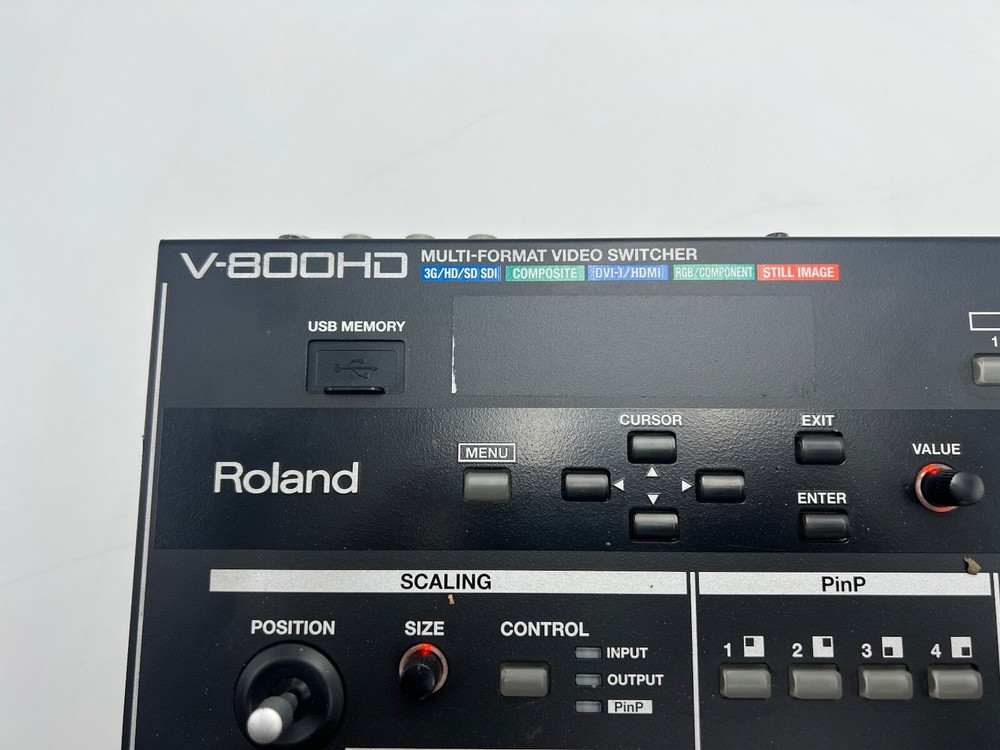 V-800HD MULTI-FORMAT VIDEO SWITCHER
3G/HD/SD SDI COMPOSITE DVI-I/HDMI RGB/COMPONENT STILL IMAGE
USB MEMORY
1
CURSOR EXIT
MENU VALUE
Roland
ENTER
SCALING PinP
POSITION SIZE CONTROL
INPUT
1 2 3 4
OUTPUT
PinP